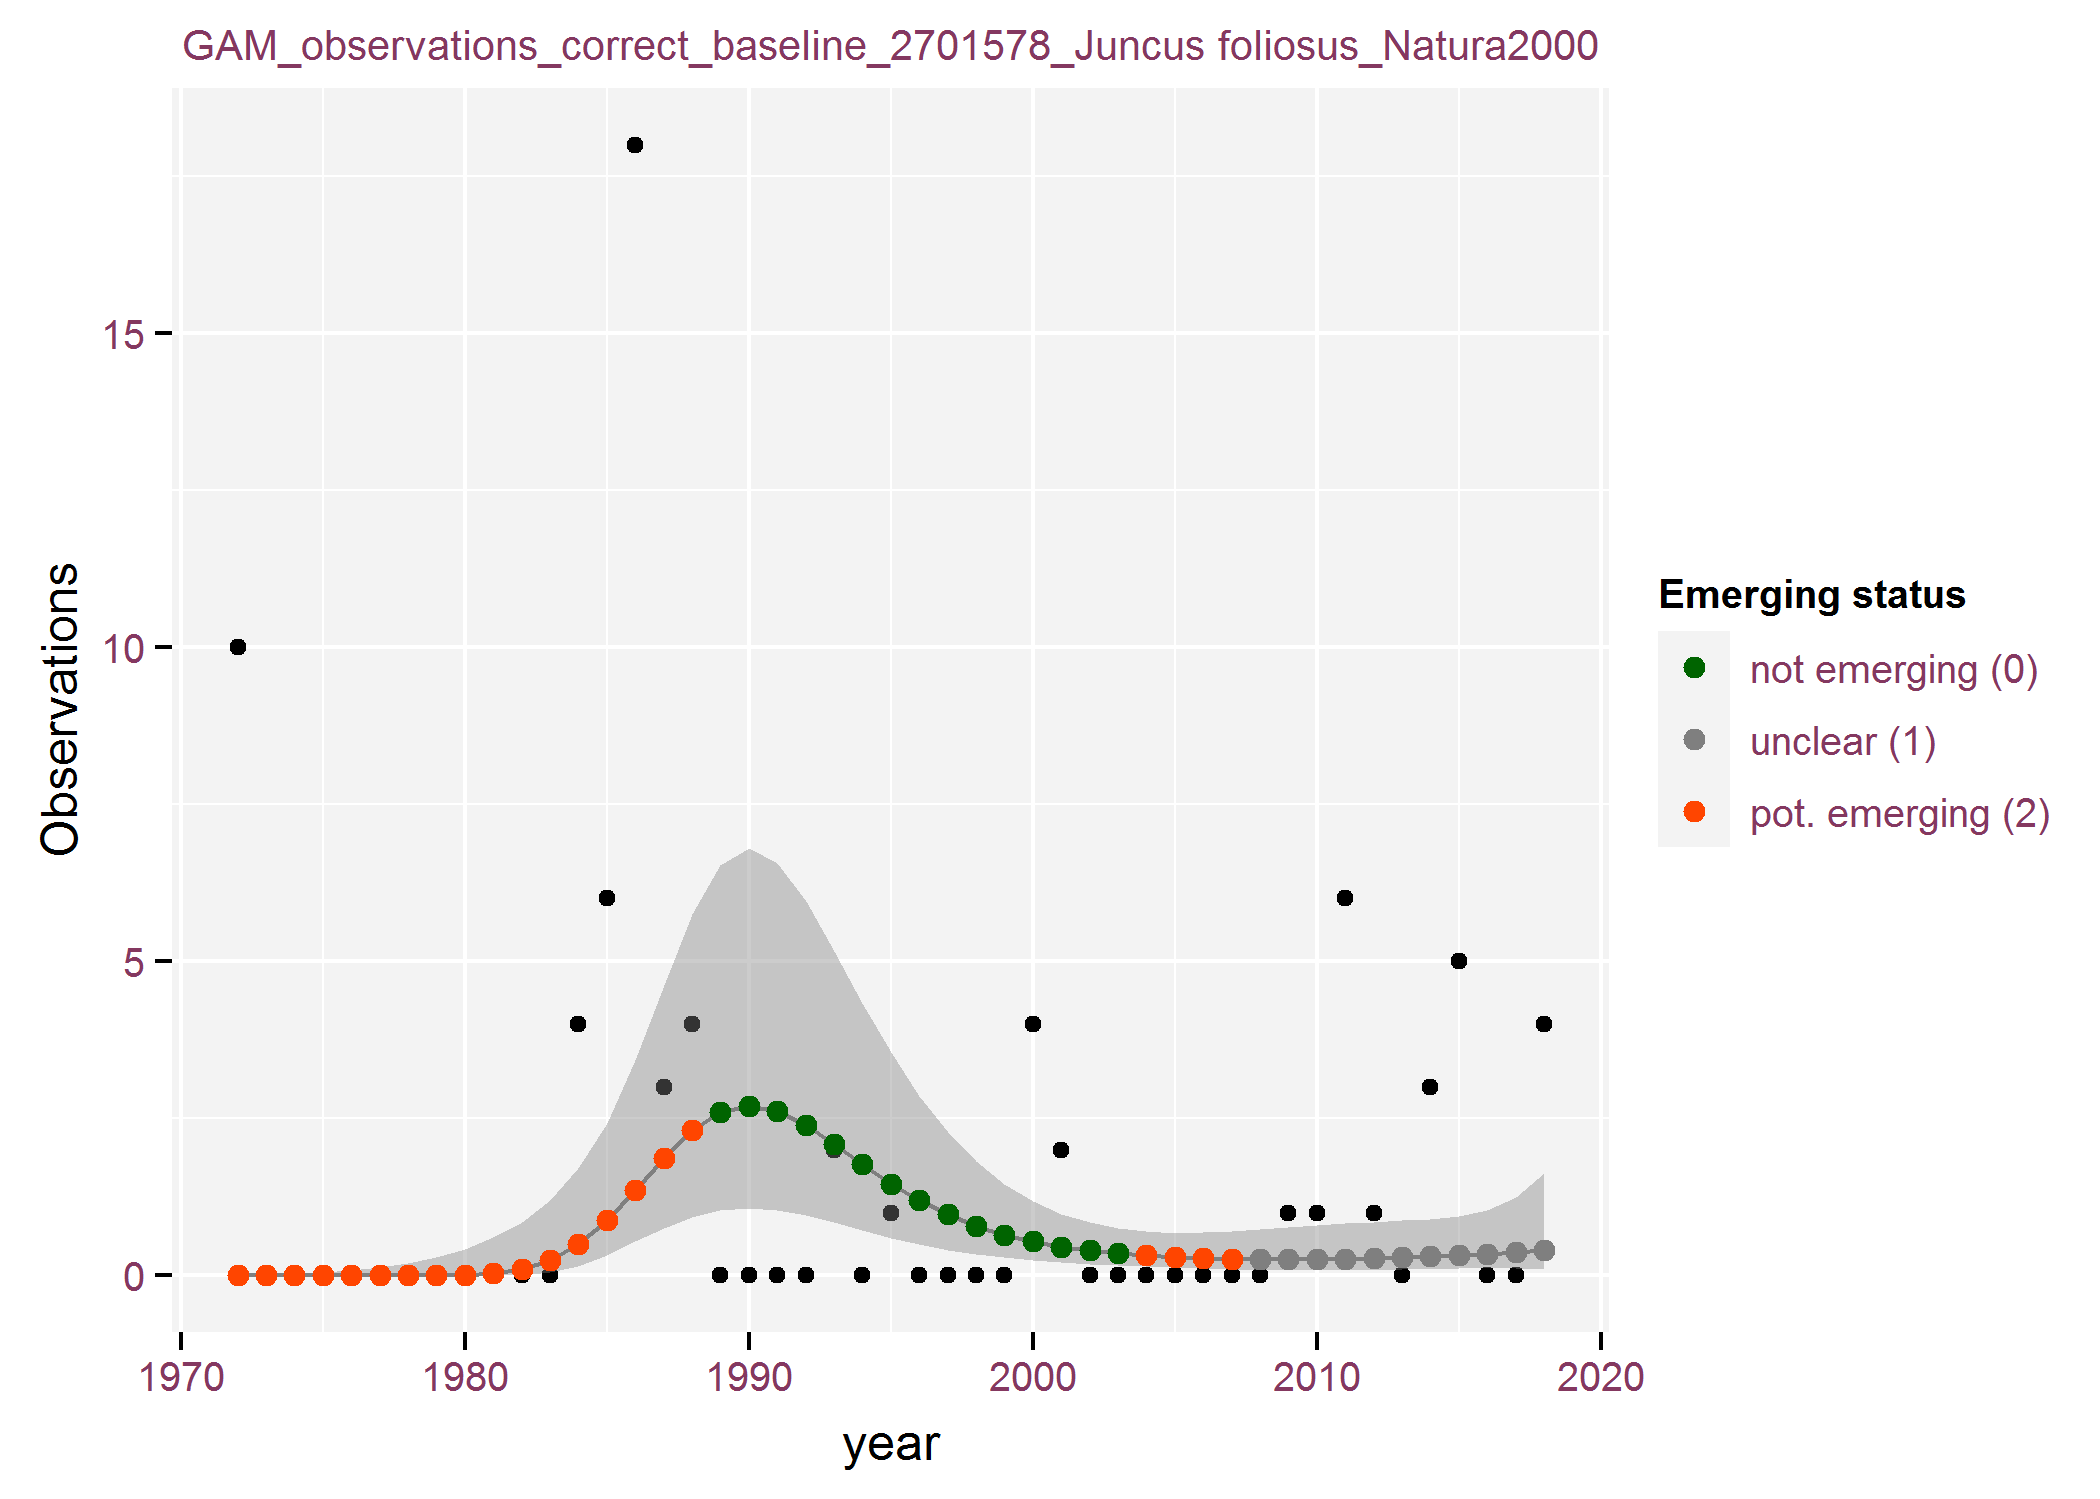 GAM_observations_correct_baseline_2701578_Juncus foliosus_Natura2000
Observations
15
10
5
0
1970
1980
1990
2000
2010
2020
year
Emerging status
not emerging (0)
unclear (1)
pot. emerging (2)